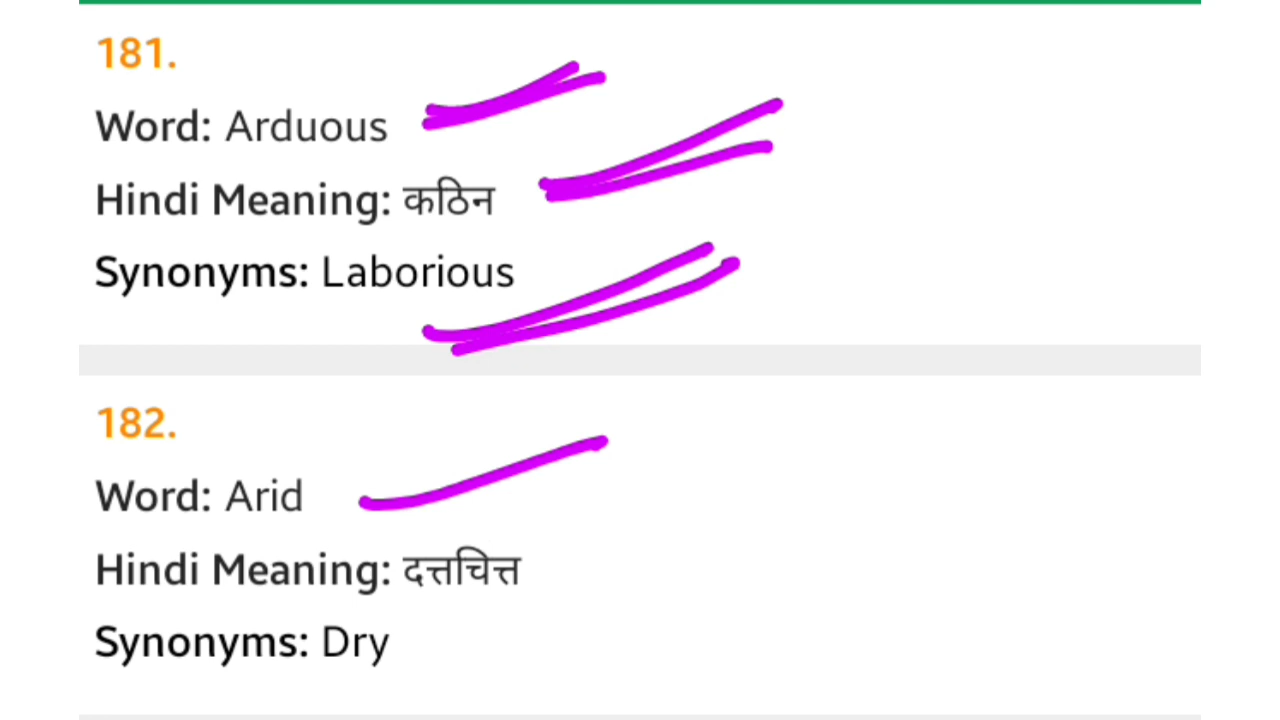 181.
Word: Arduous
Hindi Meaning: कठिन
Synonyms: Laborious
182.
Word: Arid
Hindi Meaning: दत्तचित्त
Synonyms: Dry